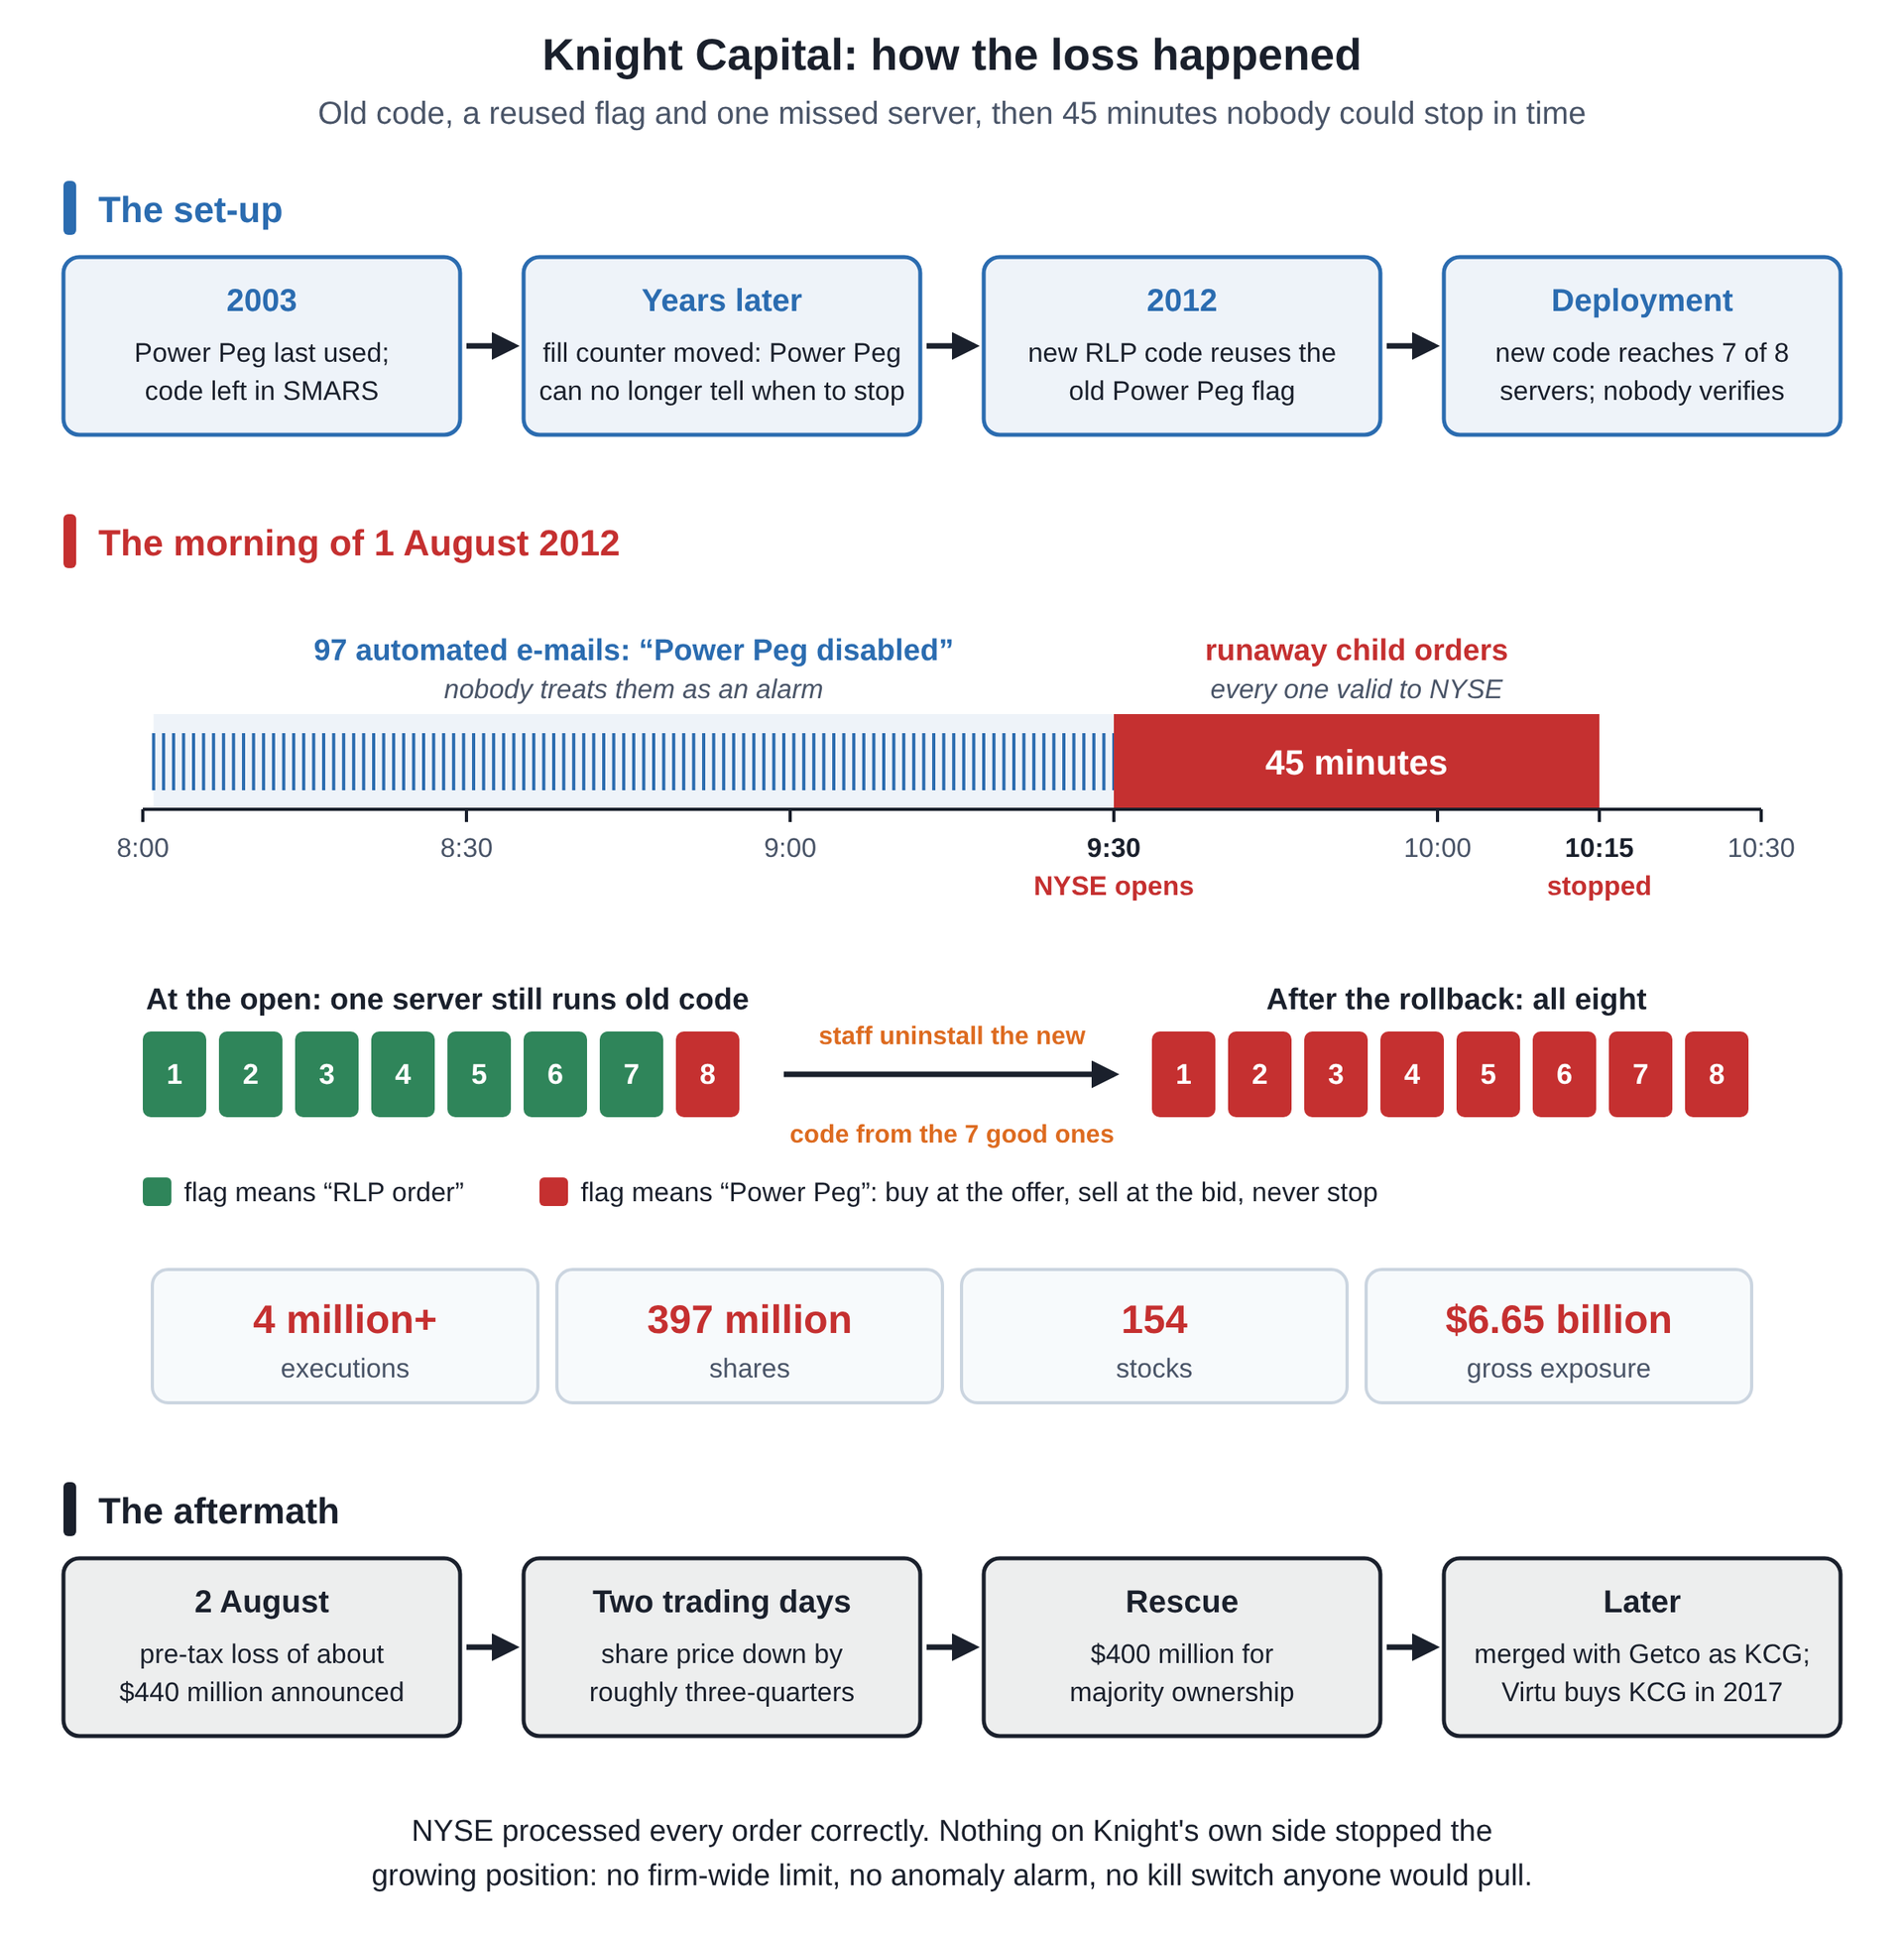 Knight Capital: how the loss happened
Old code, a reused flag and one missed server, then 45 minutes nobody could stop in time
The set-up
2003
Power Peg last used;
code left in SMARS
Years later
fill counter moved: Power Peg
can no longer tell when to stop
2012
new RLP code reuses the
old Power Peg flag
Deployment
new code reaches 7 of 8
servers; nobody verifies
The morning of 1 August 2012
97 automated e-mails: “Power Peg disabled”
nobody treats them as an alarm
runaway child orders
every one valid to NYSE
45 minutes
8:00
8:30
9:00
9:30
10:00
10:15
10:30
NYSE opens
stopped
At the open: one server still runs old code
1 2 3 4 5 6 7 8
staff uninstall the new
code from the 7 good ones
After the rollback: all eight
1 2 3 4 5 6 7 8
flag means “RLP order”
flag means “Power Peg”: buy at the offer, sell at the bid, never stop
4 million+
executions
397 million
shares
154
stocks
$6.65 billion
gross exposure
The aftermath
2 August
pre-tax loss of about
$440 million announced
Two trading days
share price down by
roughly three-quarters
Rescue
$400 million for
majority ownership
Later
merged with Getco as KCG;
Virtu buys KCG in 2017
NYSE processed every order correctly. Nothing on Knight's own side stopped the
growing position: no firm-wide limit, no anomaly alarm, no kill switch anyone would pull.